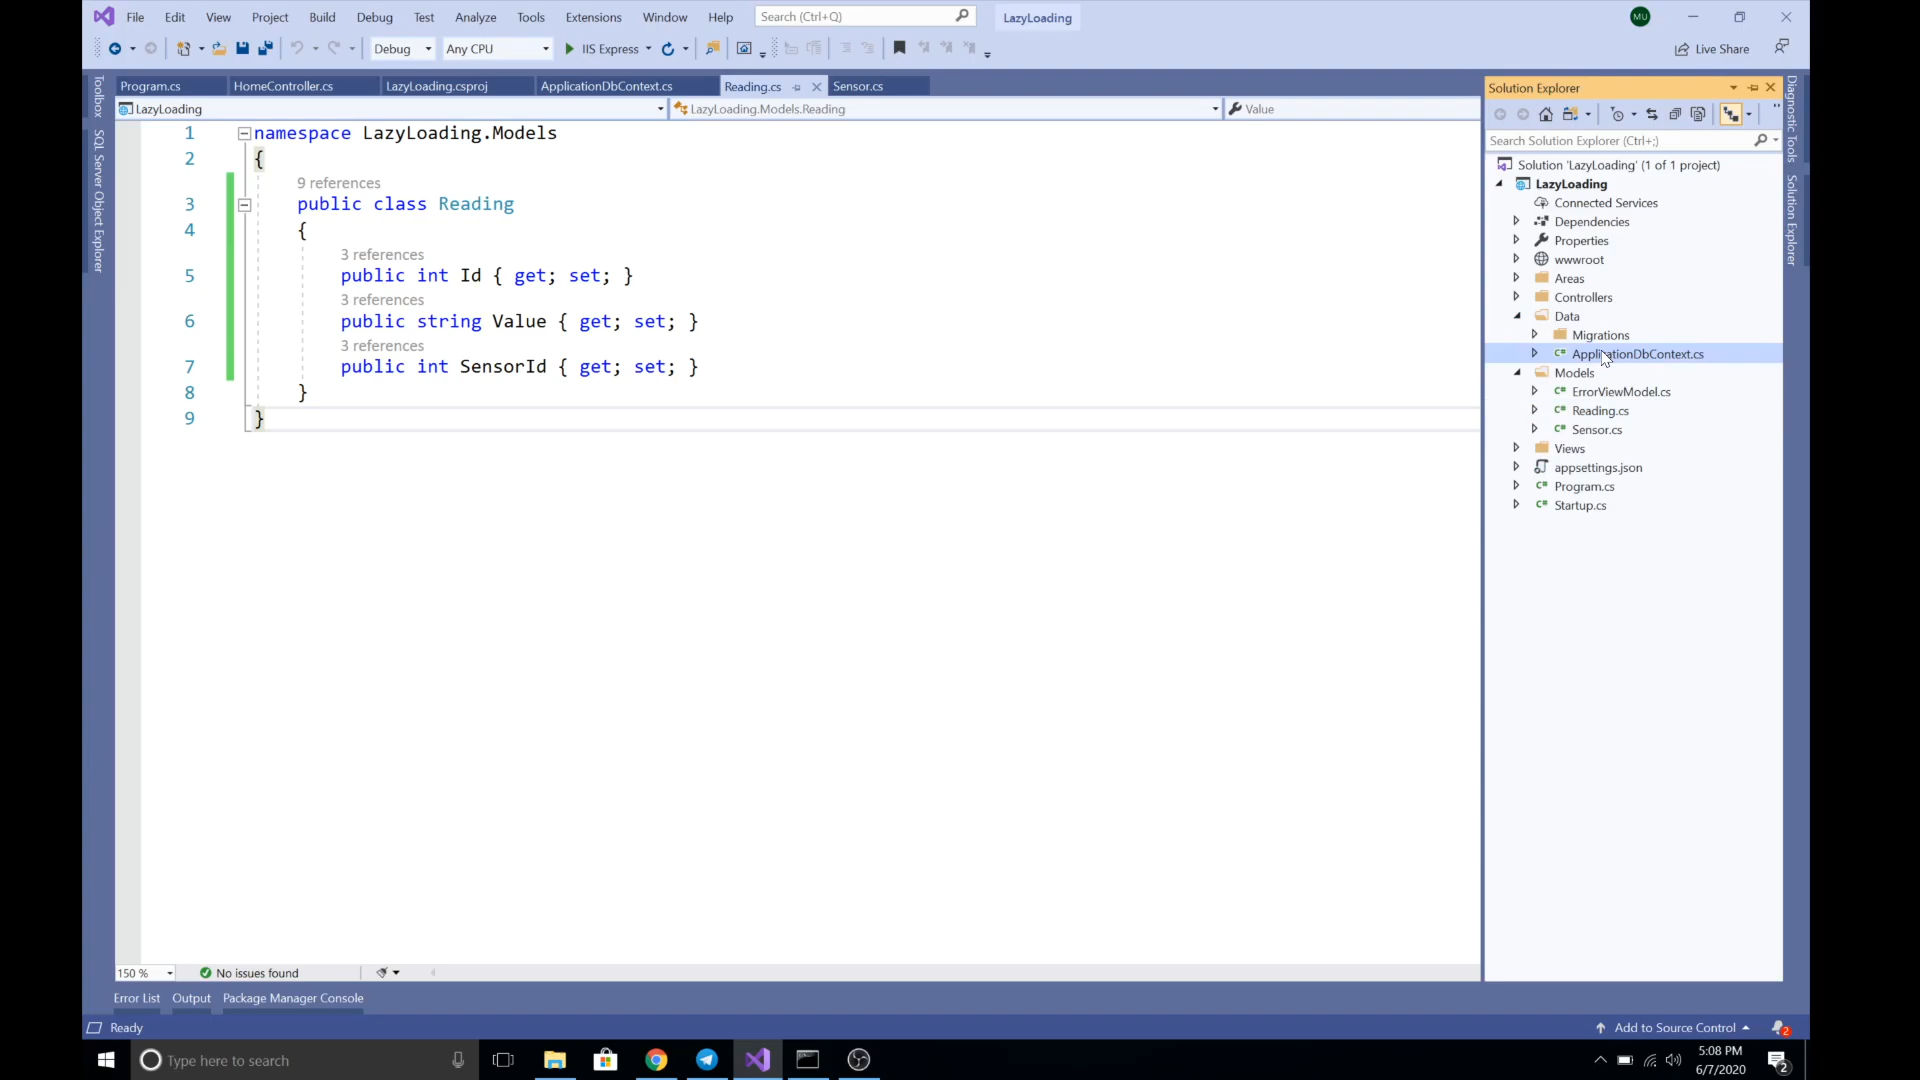 File Edit View Project Build Debug Test Analyze Tools Extensions Window Help Search (Ctrl+Q) LazyLoading MU
Debug Any CPU IIS Express Live Share
Program.cs HomeController.cs LazyLoading.csproj ApplicationDbContext.cs Reading.cs Sensor.cs
LazyLoading LazyLoading.Models.Reading Value
Toolbox
SQL Server Object Explorer
1 namespace LazyLoading.Models
2 {
9 references
3 public class Reading
4 {
3 references
5 public int Id { get; set; }
3 references
6 public string Value { get; set; }
3 references
7 public int SensorId { get; set; }
8 }
9 }
150 % No issues found
Solution Explorer
Search Solution Explorer (Ctrl+;)
Solution 'LazyLoading' (1 of 1 project)
LazyLoading
Connected Services
Dependencies
Properties
wwwroot
Areas
Controllers
Data
Migrations
C# ApplicationDbContext.cs
Models
C# ErrorViewModel.cs
C# Reading.cs
C# Sensor.cs
Views
appsettings.json
C# Program.cs
C# Startup.cs
Diagnostic Tools
Solution Explorer
Error List Output Package Manager Console
Ready Add to Source Control 2
Type here to search
5:08 PM
6/7/2020
2